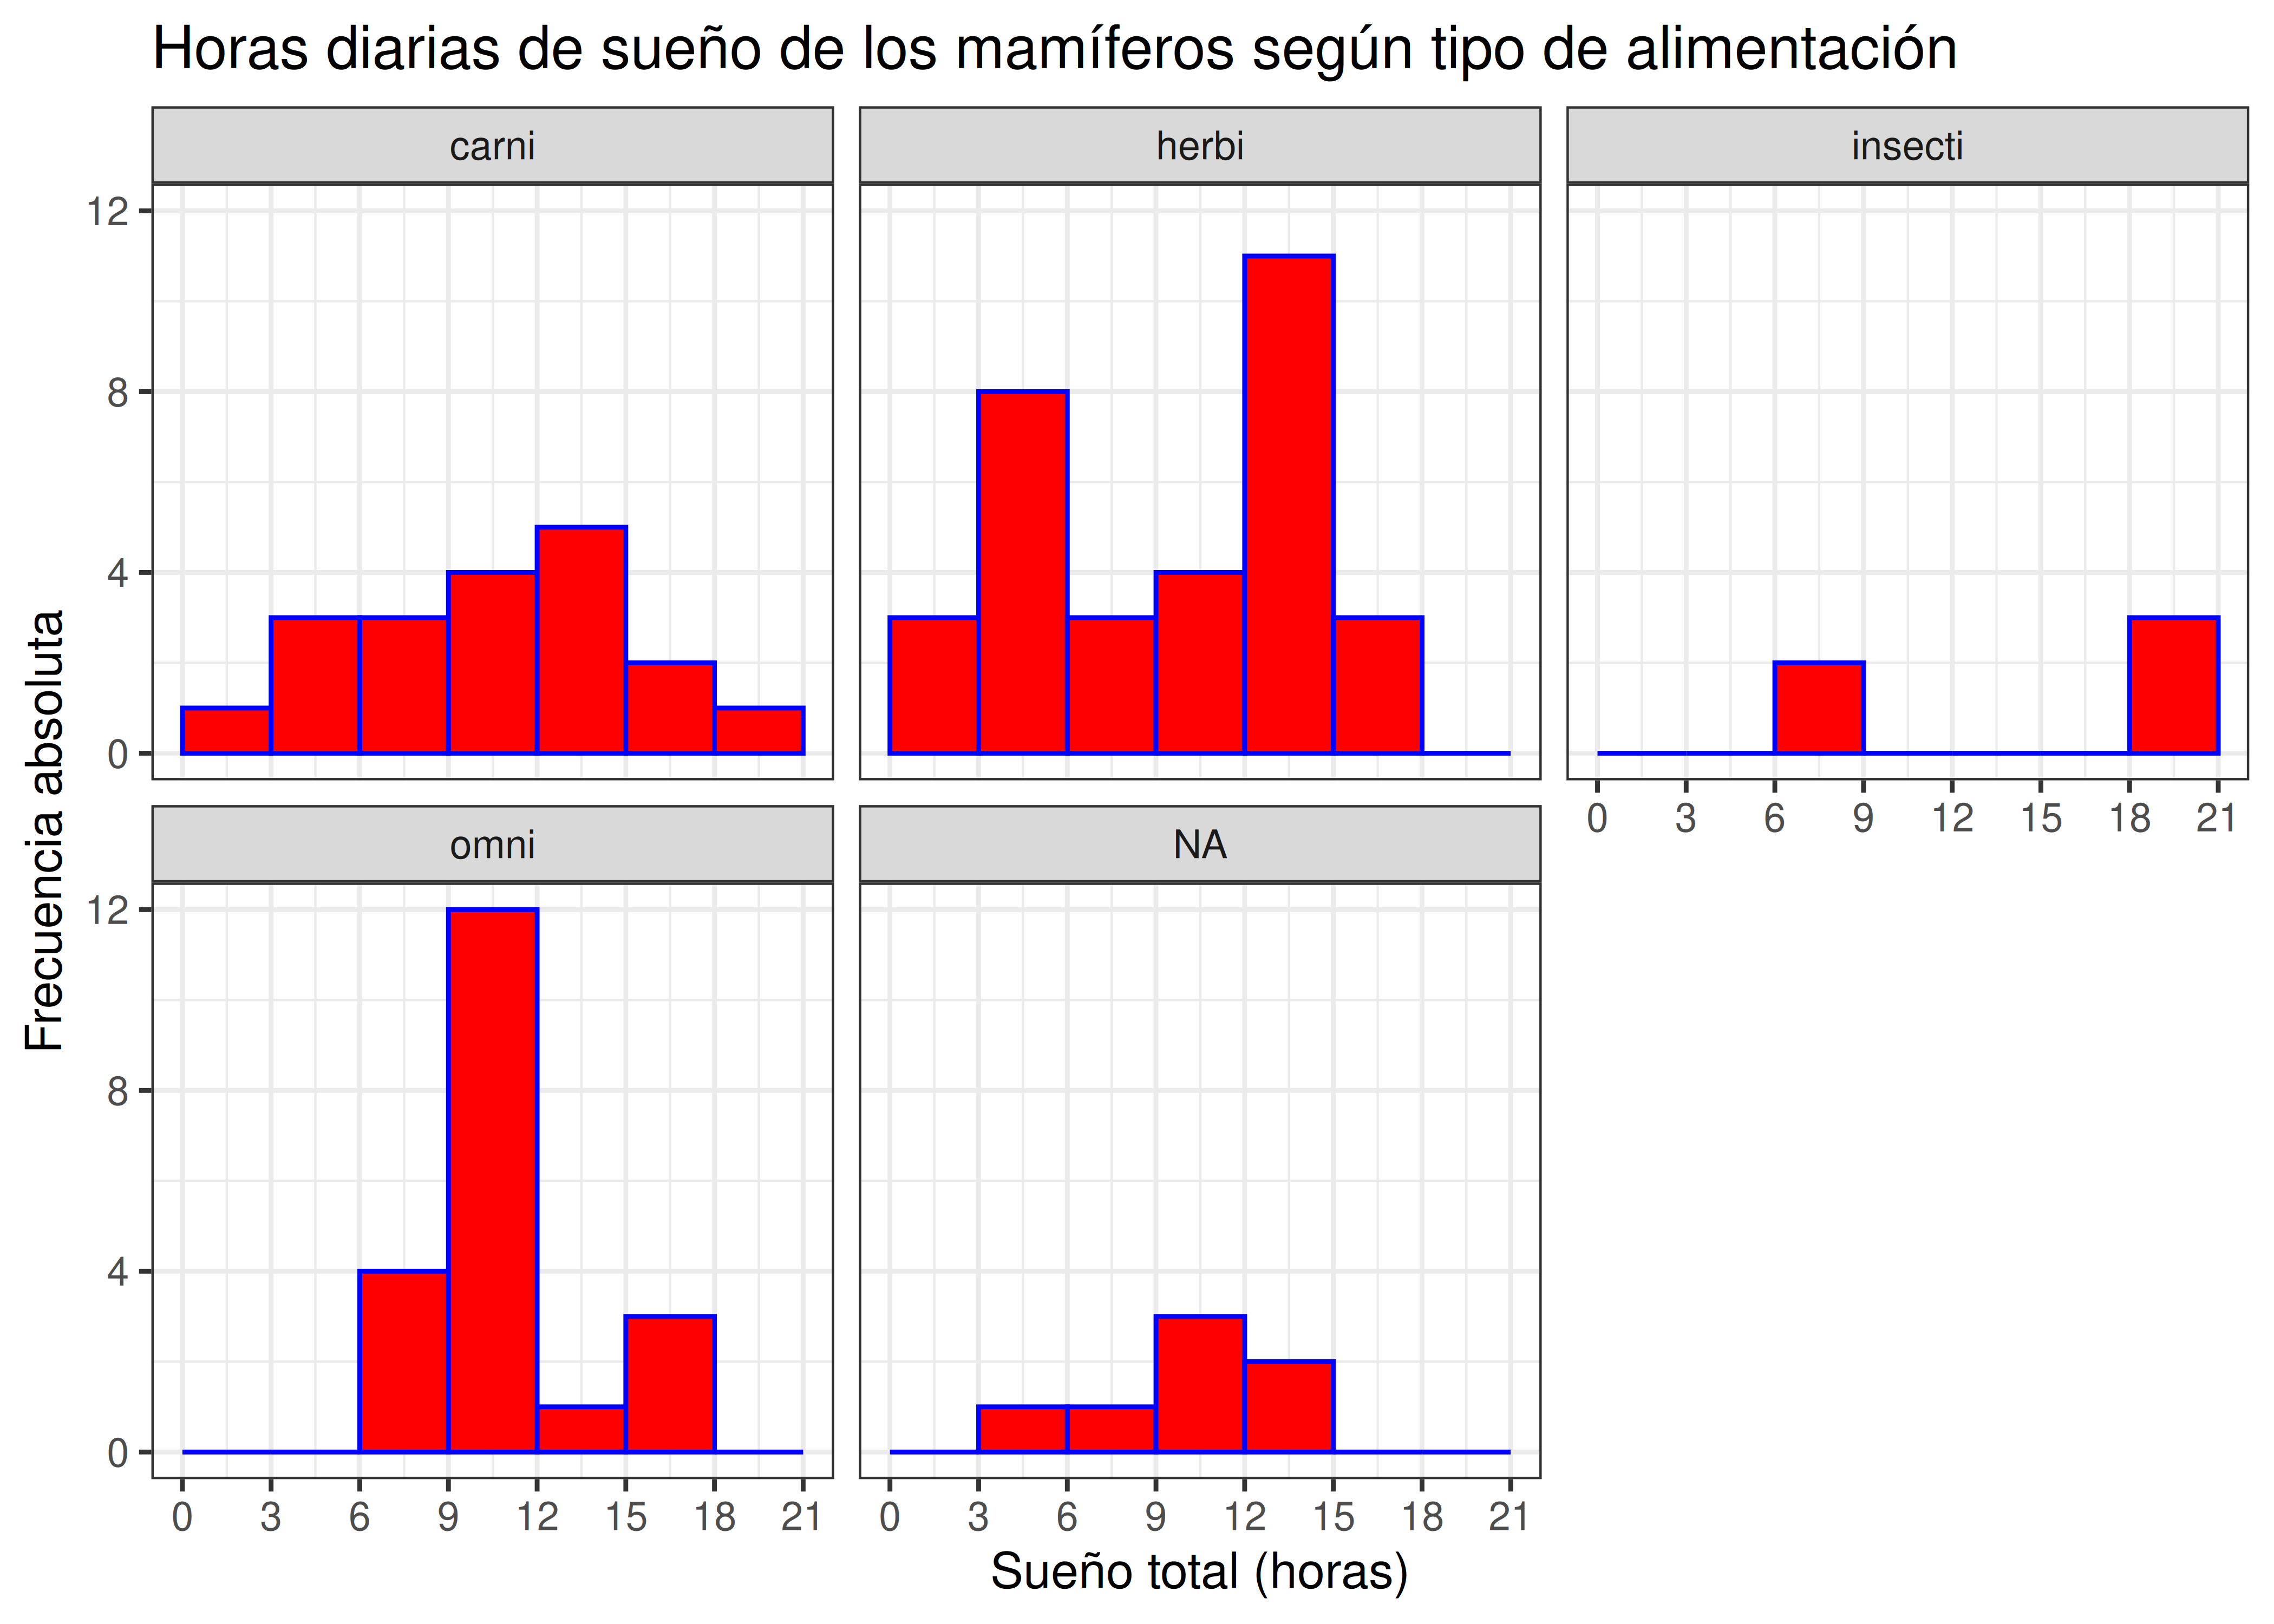 Horas diarias de sueño de los mamíferos según tipo de alimentación
carni
herbi
insecti
12
8
4
0
0 3 6 9 12 15 18 21
omni
NA
12
8
4
0
0 3 6 9 12 15 18 21
0 3 6 9 12 15 18 21
Sueño total (horas)
Frecuencia absoluta